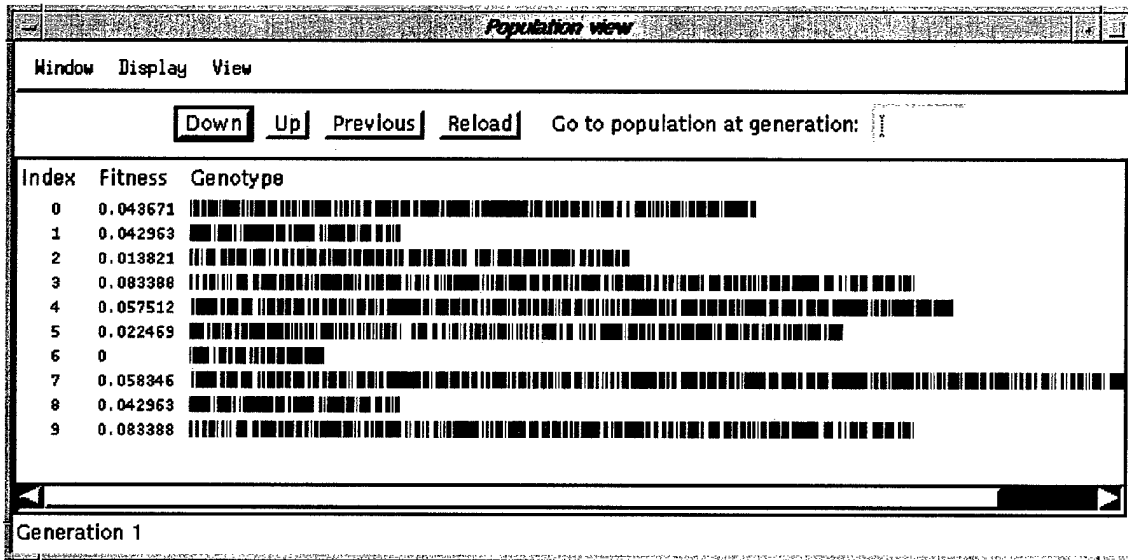 Population view
Window Display View
Down Up Previous Reload Go to population at generation:
Index Fitness Genotype
0 0.043671
1 0.042963
2 0.013821
3 0.083388
4 0.057512
5 0.022469
6 0
7 0.058346
8 0.042963
9 0.083388
Generation 1